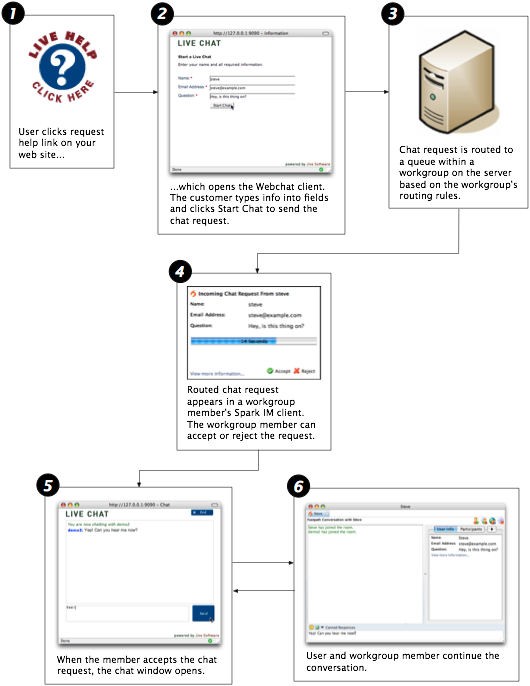 1
LIVE HELP
?
CLICK HERE
User clicks request
help link on your
web site...
2
http://127.0.0.1:9090 - Information
LIVE CHAT
Start a Live Chat
Enter your name and all required information.
Name: *
steve
Email Address: *
steve@example.com
Question: *
Hey, is this thing on?
Start Chat
powered by Jive Software
Done
...which opens the Webchat client.
The customer types info into fields
and clicks Start Chat to send the
chat request.
3
Chat request is routed to
a queue within a
workgroup on the server
based on the workgroup's
routing rules.
4
Incoming Chat Request From steve
Name: steve
Email Address: steve@example.com
Question: Hey, is this thing on?
14 Seconds
View more information...
Accept Reject
Routed chat request
appears in a workgroup
member's Spark IM client.
The workgroup member can
accept or reject the request.
5
http://127.0.0.1:9090 - Chat
LIVE CHAT
End
You are now chatting with demo2
demo2: Yes! Can you hear me now?
Send
powered by Jive Software
Done
When the member accepts the chat
request, the chat window opens.
6
Steve
Steve
Fastpath Conversation with Steve
Steve has joined the room.
demo2 has joined the room.
User Info Participants
Name: Steve
Email Address: steve@example.com
Question: Hey, is this thing on?
View more information...
Canned Responses
Yes! Can you hear me now?
User and workgroup member continue the
conversation.